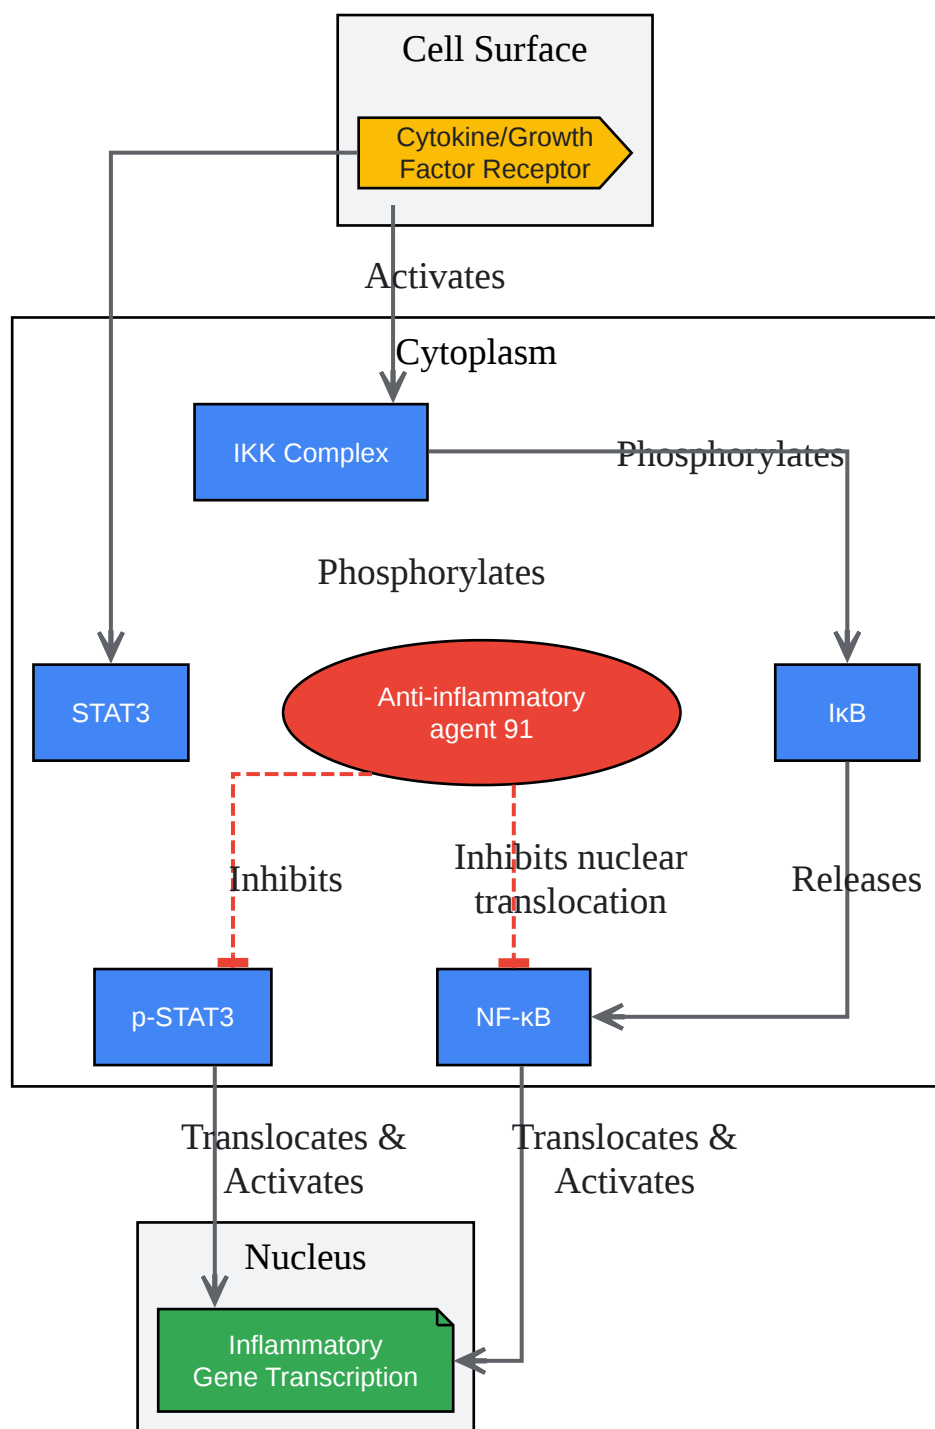 Cell Surface
Cytokine/Growth
Factor Receptor
Activates
Cytoplasm
IKK Complex
Phosphorylates
Phosphorylates
STAT3
Anti-inflammatory
agent 91
IκB
Inhibits
Inhibits nuclear
translocation
Releases
p-STAT3
NF-κB
Translocates &
Activates
Translocates &
Activates
Nucleus
Inflammatory
Gene Transcription